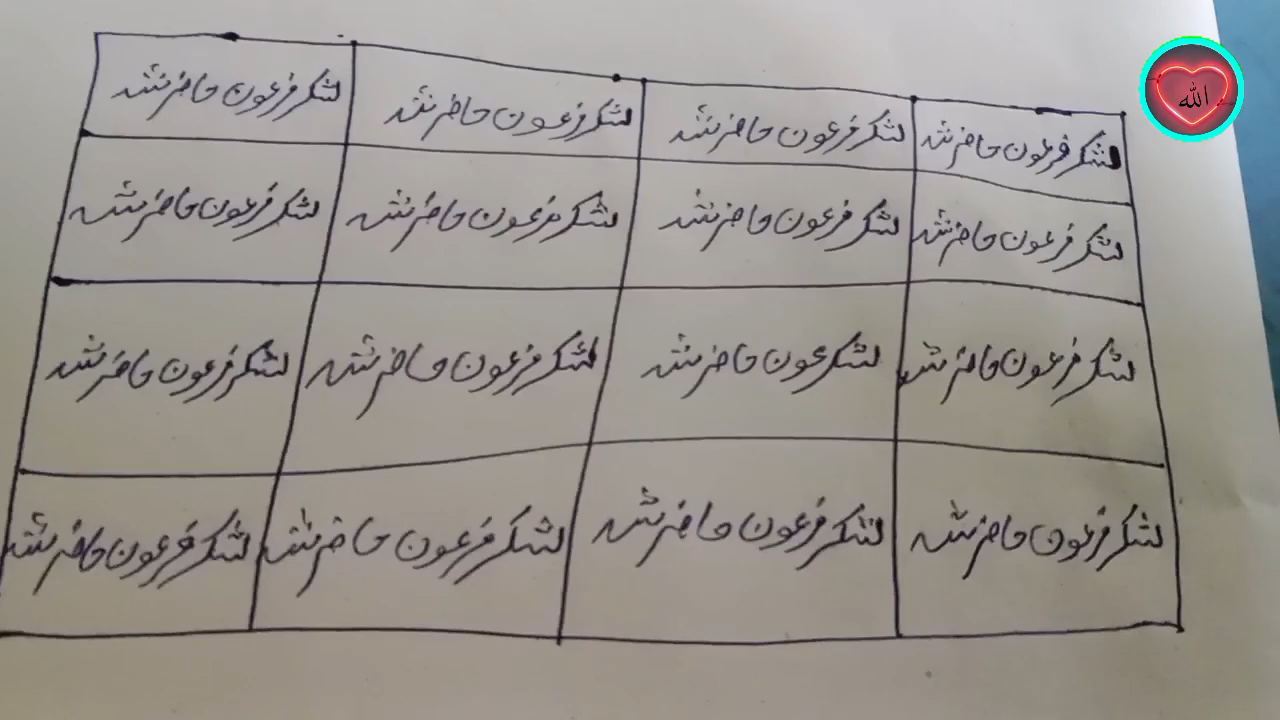 الله
لشکر فرعون حاضر شد لشکر فرعون حاضر شد لشکر فرعون حاضر شد لشکر فرعون حاضر شد
لشکر فرعون حاضر شد لشکر فرعون حاضر شد لشکر فرعون حاضر شد لشکر فرعون حاضر شد
لشکر فرعون حاضر شد لشکر عون حاضر شد لشکر فرعون حاضر شد لشکر فرعون حاضر شد
لشکر فرعون حاضر شد لشکر فرعون حاضر شد لشکر فرعون حاضر شد لشکر فرعون حاضر شد